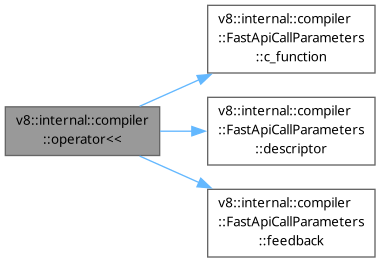 v8::internal::compiler
::FastApiCallParameters
::c_function
v8::internal::compiler
::operator<<
v8::internal::compiler
::FastApiCallParameters
::descriptor
v8::internal::compiler
::FastApiCallParameters
::feedback